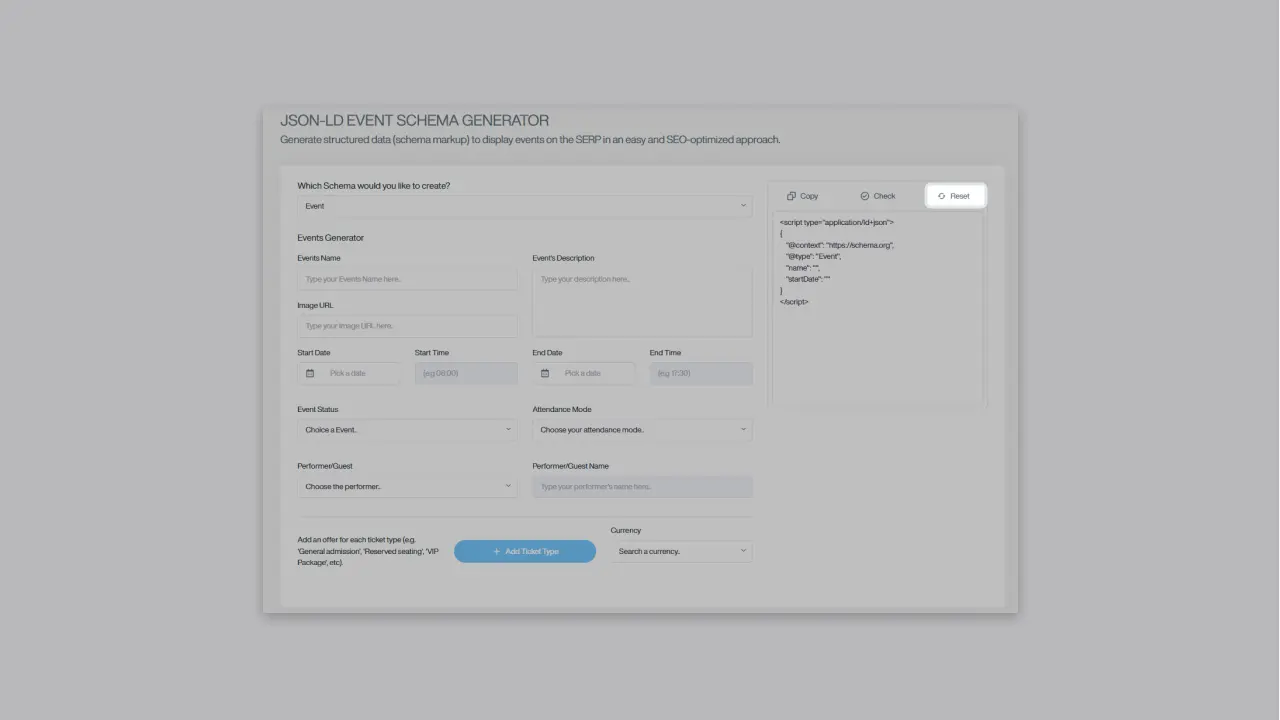 JSON-LD EVENT SCHEMA GENERATOR
Generate structured data (schema markup) to display events on the SERP in an easy and SEO-optimized approach.
Which Schema would you like to create?
Event
Events Generator
Events Name
Type your Events Name here..
Image URL
Type your Image URL here.
Event's Description
Type your description here..
Start Date
Pick a date
Start Time
(e.g 08:00)
End Date
Pick a date
End Time
(e.g 17:30)
Event Status
Choice a Event..
Attendance Mode
Choose your attendance mode..
Performer/Guest
Choose the performer..
Performer/Guest Name
Type your performer's name here..
Add an offer for each ticket type (e.g.
'General admission', 'Reserved seating', 'VIP
Package', etc).
+ Add Ticket Type
Currency
Search a currency..
Copy
Check
Reset
<script type="application/ld+json">
{
"@context": "https://schema.org",
"@type": "Event",
"name": "",
"startDate": ""
}
</script>